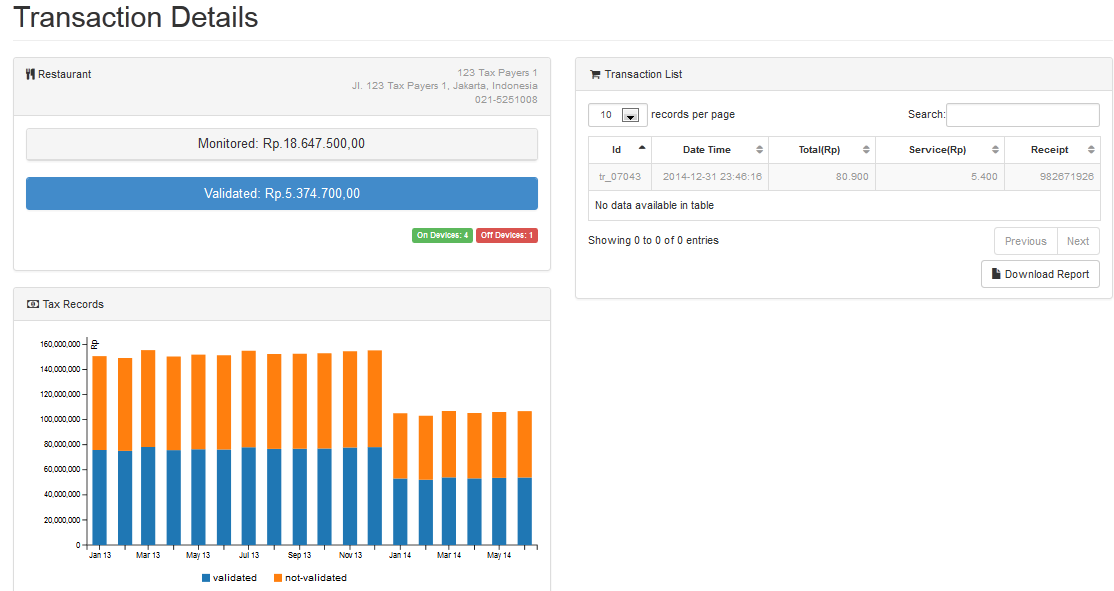 Transaction Details
Restaurant
123 Tax Payers 1
Jl. 123 Tax Payers 1, Jakarta, Indonesia
021-5251008
Monitored: Rp.18.647.500,00
Validated: Rp.5.374.700,00
On Devices: 4 Off Devices: 1
Tax Records
Rp
160,000,000
140,000,000
120,000,000
100,000,000
80,000,000
60,000,000
40,000,000
20,000,000
0
Jan 13 Mar 13 May 13 Jul 13 Sep 13 Nov 13 Jan 14 Mar 14 May 14
validated not-validated
Transaction List
10 records per page Search:
Id Date Time Total(Rp) Service(Rp) Receipt
tr_07043 2014-12-31 23:46:16 80.900 5.400 982671926
No data available in table
Showing 0 to 0 of 0 entries
Previous Next
Download Report